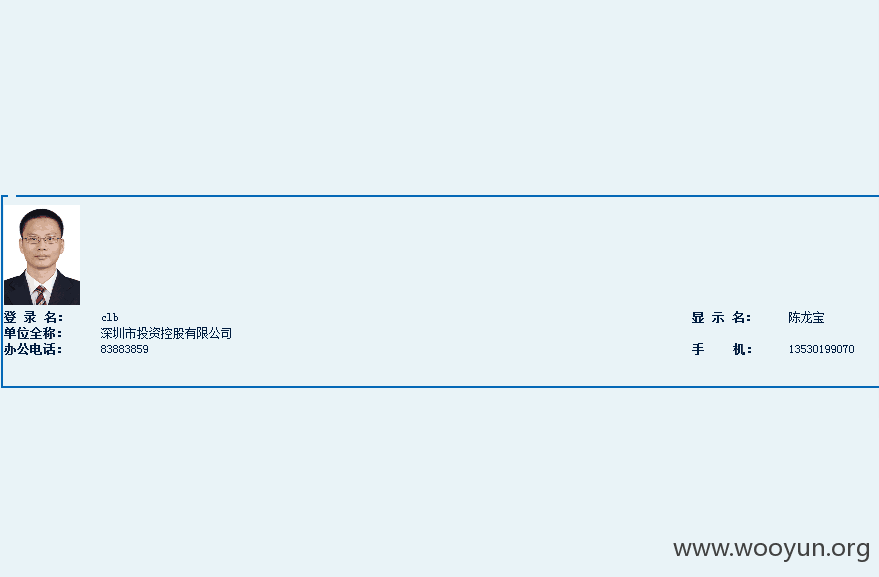 登 录 名： clb 显 示 名： 陈龙宝
单位全称： 深圳市投资控股有限公司
办公电话： 83883859 手 机： 13530199070
www.wooyun.org